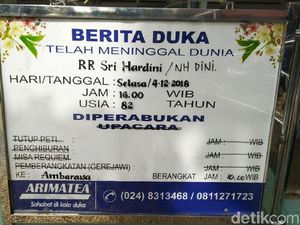 BERITA DUKA
TELAH MENINGGAL DUNIA
RR Sri Hardini / NH DINI.
HARI/TANGGAL : Selasa / 4-12-2018
JAM : 16.00 WIB
USIA : 82 TAHUN
DIPERABUKAN
UPACARA
TUTUP PETI : JAM : WIB
PENGHIBURAN : JAM : WIB
MISA REQUIEM : JAM : WIB
PEMBERANGKATAN (GEREJAWI) : JAM : WIB
KE : Ambarawa BERANGKAT JAM : 10.00 WIB
ARIMATEA
Sahabat di kala duka
(024) 8313468 / 0811271723
detikcom